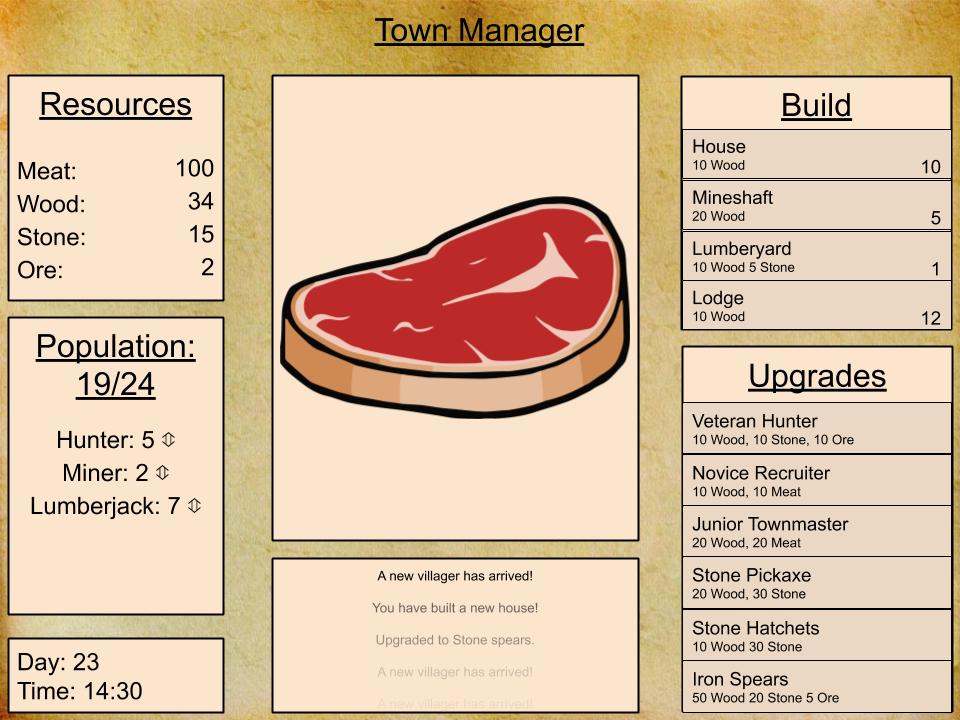 Town Manager
Resources
Meat: 100
Wood: 34
Stone: 15
Ore: 2
Population:
19/24
Hunter: 5
Miner: 2
Lumberjack: 7
Day: 23
Time: 14:30
A new villager has arrived!
You have built a new house!
Upgraded to Stone spears.
A new villager has arrived!
A new villager has arrived!
Build
House
10 Wood 10
Mineshaft
20 Wood 5
Lumberyard
10 Wood 5 Stone 1
Lodge
10 Wood 12
Upgrades
Veteran Hunter
10 Wood, 10 Stone, 10 Ore
Novice Recruiter
10 Wood, 10 Meat
Junior Townmaster
20 Wood, 20 Meat
Stone Pickaxe
20 Wood, 30 Stone
Stone Hatchets
10 Wood 30 Stone
Iron Spears
50 Wood 20 Stone 5 Ore